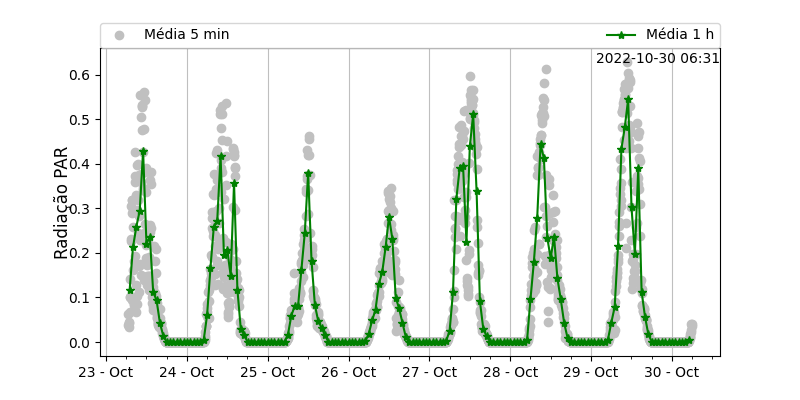 Média 5 min
Média 1 h
2022-10-30 06:31
Radiação PAR
0.6
0.5
0.4
0.3
0.2
0.1
0.0
23 - Oct
24 - Oct
25 - Oct
26 - Oct
27 - Oct
28 - Oct
29 - Oct
30 - Oct